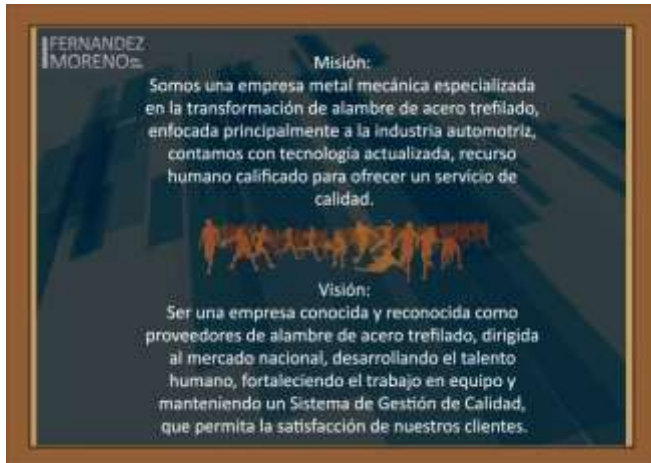 FERNANDEZ
MORENO
Misión:
Somos una empresa metal mecánica especializada
en la transformación de alambre de acero trefilado,
enfocada principalmente a la industria automotriz,
contamos con tecnología actualizada, recurso
humano calificado para ofrecer un servicio de
calidad.
Visión:
Ser una empresa conocida y reconocida como
proveedores de alambre de acero trefilado, dirigida
al mercado nacional, desarrollando el talento
humano, fortaleciendo el trabajo en equipo y
manteniendo un Sistema de Gestión de Calidad,
que permita la satisfacción de nuestros clientes.